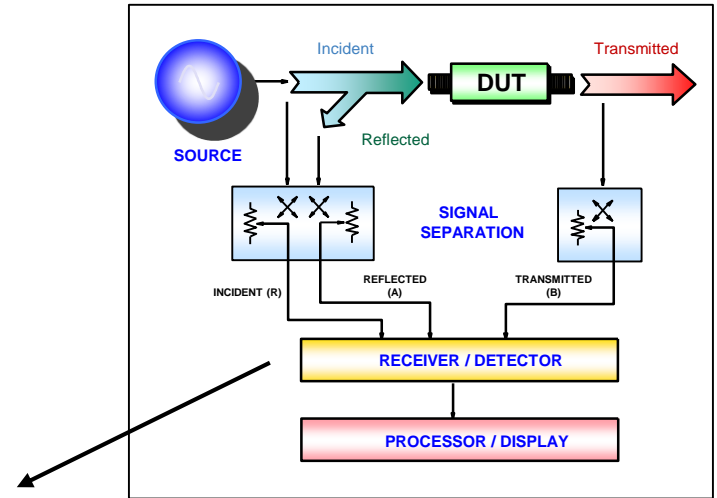 Incident
Transmitted
DUT
Reflected
SOURCE
SIGNAL
SEPARATION
INCIDENT (R)
REFLECTED
(A)
TRANSMITTED
(B)
RECEIVER / DETECTOR
PROCESSOR / DISPLAY